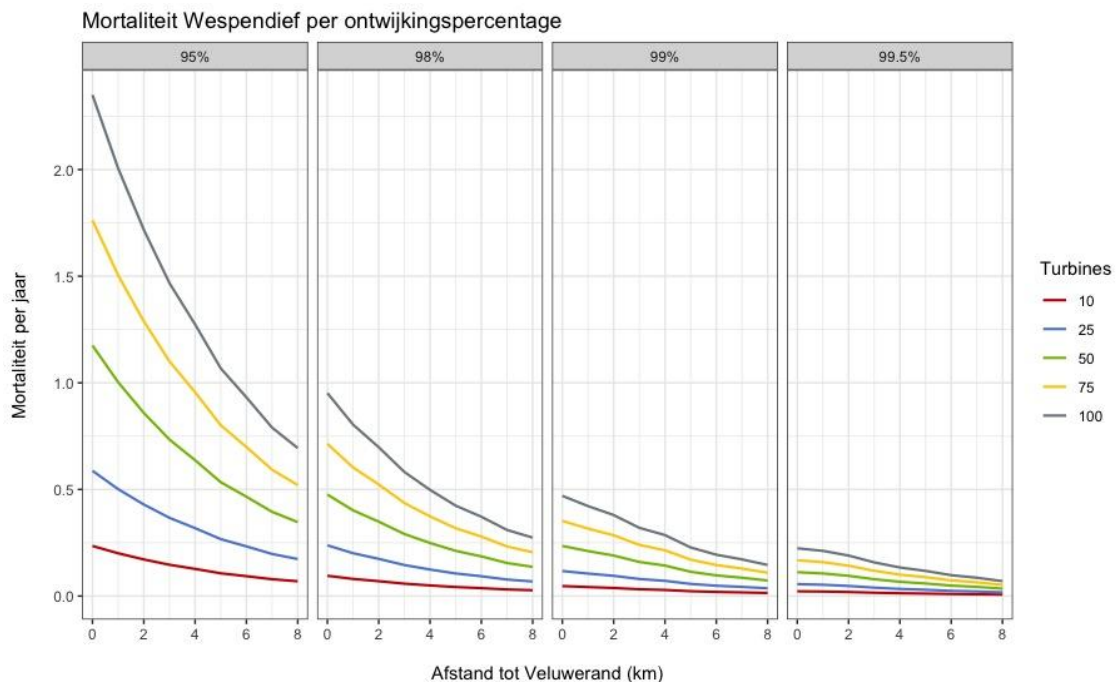 Mortaliteit Wespendief per ontwijkingspercentage
95% 98% 99% 99.5%
Mortaliteit per jaar
2.0
1.5
1.0
0.5
0.0
0 2 4 6 8 0 2 4 6 8 0 2 4 6 8 0 2 4 6 8
Afstand tot Veluwerand (km)
Turbines
10
25
50
75
100